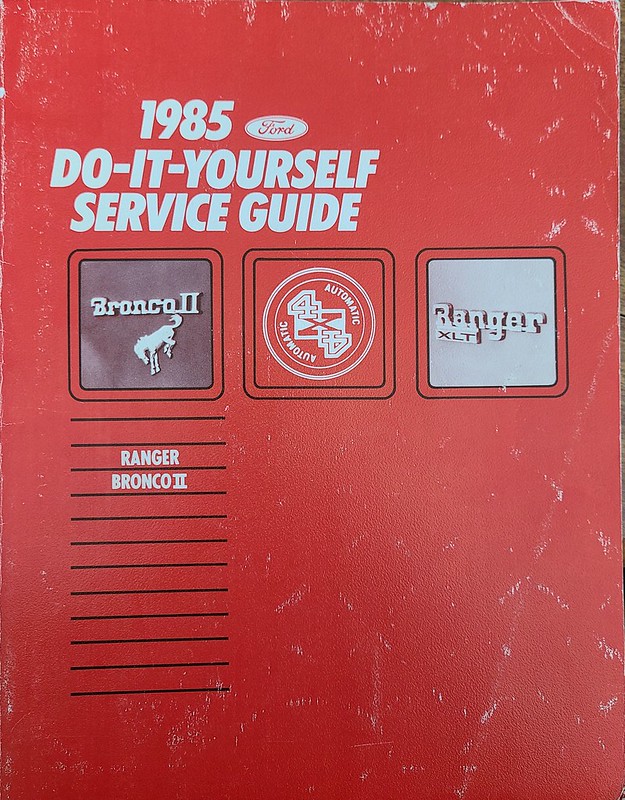 1985 Ford
DO-IT-YOURSELF
SERVICE GUIDE
Bronco II
AUTOMATIC
4X4
AUTOMATIC
Ranger
XLT
RANGER
BRONCO II